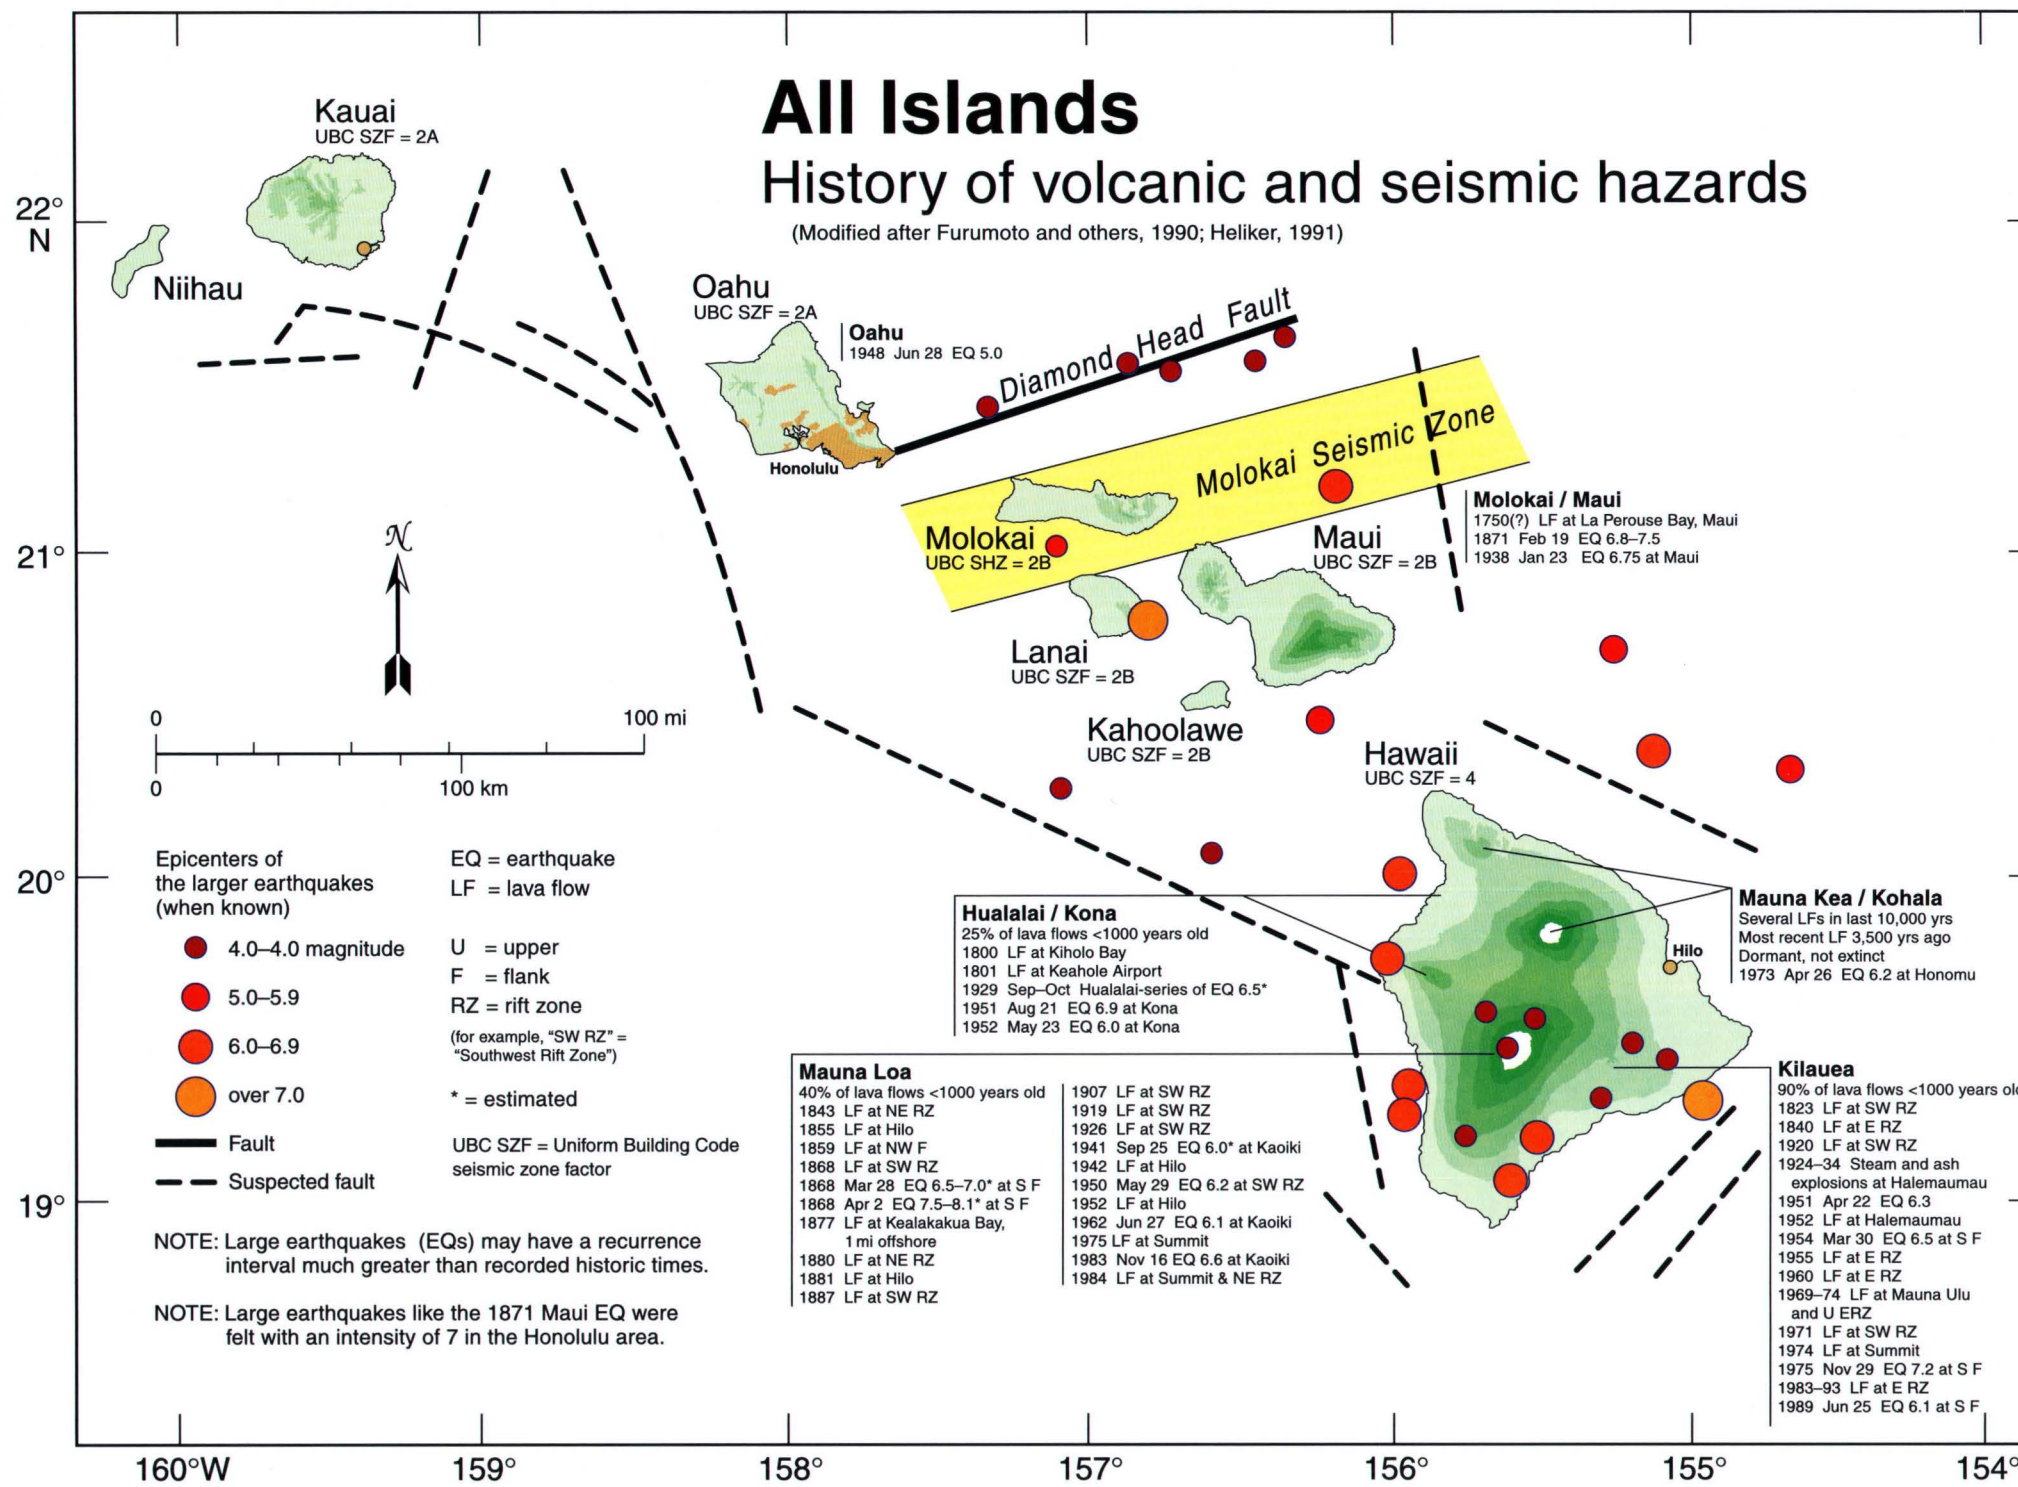 All Islands
History of volcanic and seismic hazards
(Modified after Furumoto and others, 1990; Heliker, 1991)
Kauai
UBC SZF = 2A
22°
N
Niihau
Oahu
UBC SZF = 2A
Oahu
1948 Jun 28 EQ 5.0
Diamond Head Fault
Honolulu
Molokai Seismic Zone
N
21°
Molokai
UBC SHZ = 2B
Maui
UBC SZF = 2B
Molokai / Maui
1750(?) LF at La Perouse Bay, Maui
1871 Feb 19 EQ 6.8–7.5
1938 Jan 23 EQ 6.75 at Maui
Lanai
UBC SZF = 2B
Kahoolawe
UBC SZF = 2B
Hawaii
UBC SZF = 4
0 100 mi
0 100 km
Epicenters of
the larger earthquakes
(when known)
4.0–4.0 magnitude
5.0–5.9
6.0–6.9
over 7.0
Fault
Suspected fault
EQ = earthquake
LF = lava flow
U = upper
F = flank
RZ = rift zone
(for example, “SW RZ” =
“Southwest Rift Zone”)
* = estimated
UBC SZF = Uniform Building Code
seismic zone factor
20°
19°
NOTE: Large earthquakes (EQs) may have a recurrence
interval much greater than recorded historic times.
NOTE: Large earthquakes like the 1871 Maui EQ were
felt with an intensity of 7 in the Honolulu area.
Hualalai / Kona
25% of lava flows <1000 years old
1800 LF at Kiholo Bay
1801 LF at Keahole Airport
1929 Sep–Oct Hualalai-series of EQ 6.5*
1951 Aug 21 EQ 6.9 at Kona
1952 May 23 EQ 6.0 at Kona
Mauna Kea / Kohala
Several LFs in last 10,000 yrs
Most recent LF 3,500 yrs ago
Dormant, not extinct
1973 Apr 26 EQ 6.2 at Honomu
Hilo
Mauna Loa
40% of lava flows <1000 years old
1843 LF at NE RZ
1855 LF at Hilo
1859 LF at NW F
1868 LF at SW RZ
1868 Mar 28 EQ 6.5–7.0* at S F
1868 Apr 2 EQ 7.5–8.1* at S F
1877 LF at Kealakakua Bay,
1 mi offshore
1880 LF at NE RZ
1881 LF at Hilo
1887 LF at SW RZ
1907 LF at SW RZ
1919 LF at SW RZ
1926 LF at SW RZ
1941 Sep 25 EQ 6.0* at Kaoiki
1942 LF at Hilo
1950 May 29 EQ 6.2 at SW RZ
1952 LF at Hilo
1962 Jun 27 EQ 6.1 at Kaoiki
1975 LF at Summit
1983 Nov 16 EQ 6.6 at Kaoiki
1984 LF at Summit & NE RZ
Kilauea
90% of lava flows <1000 years old
1823 LF at SW RZ
1840 LF at E RZ
1920 LF at SW RZ
1924–34 Steam and ash
explosions at Halemaumau
1951 Apr 22 EQ 6.3
1952 LF at Halemaumau
1954 Mar 30 EQ 6.5 at S F
1955 LF at E RZ
1960 LF at E RZ
1969–74 LF at Mauna Ulu
and U ERZ
1971 LF at SW RZ
1974 LF at Summit
1975 Nov 29 EQ 7.2 at S F
1983–93 LF at E RZ
1989 Jun 25 EQ 6.1 at S F
160°W 159° 158° 157° 156° 155° 154°